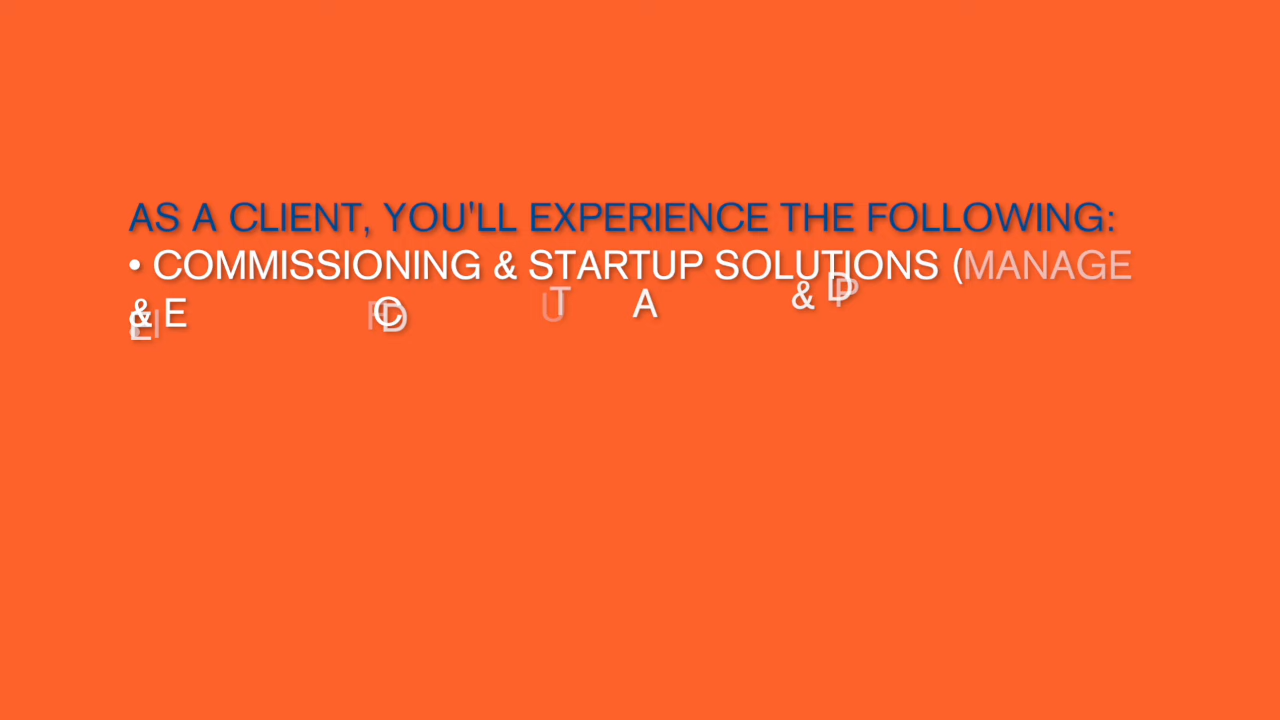 AS A CLIENT, YOU'LL EXPERIENCE THE FOLLOWING:
• COMMISSIONING & STARTUP SOLUTIONS (MANAGE
& E